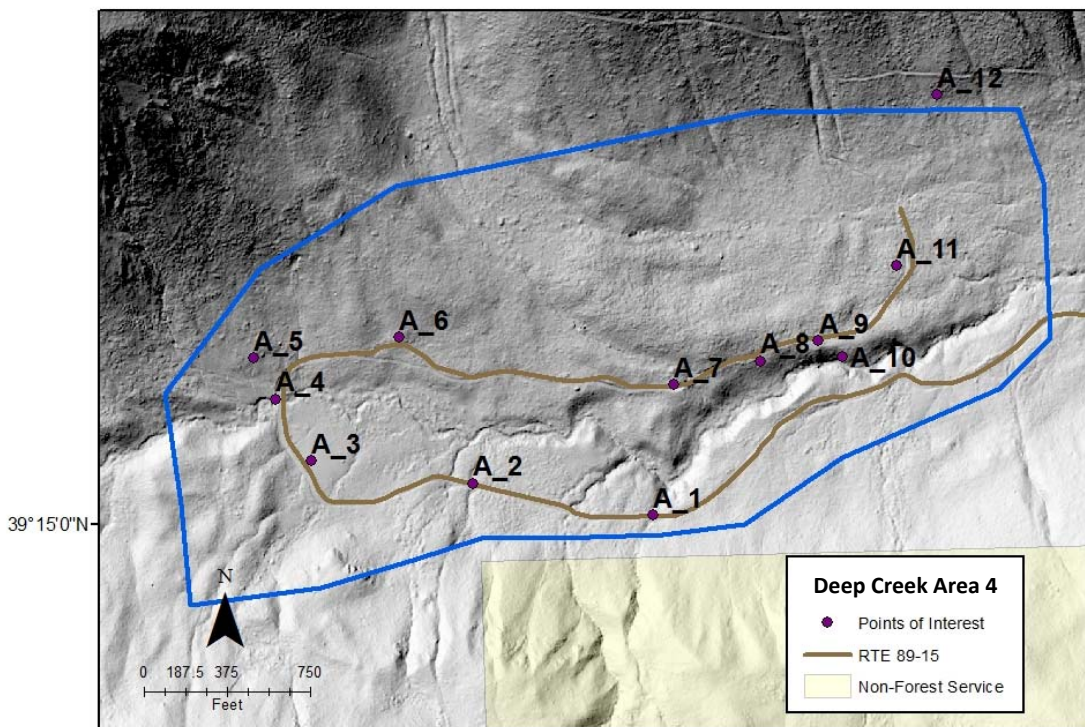 A_12
A_11
A_6
A_9
A_5
A_8
A_10
A_7
A_4
A_3
A_2
A_1
39°15'0"N
N
0 187.5 375 750
Feet
Deep Creek Area 4
Points of Interest
RTE 89-15
Non-Forest Service